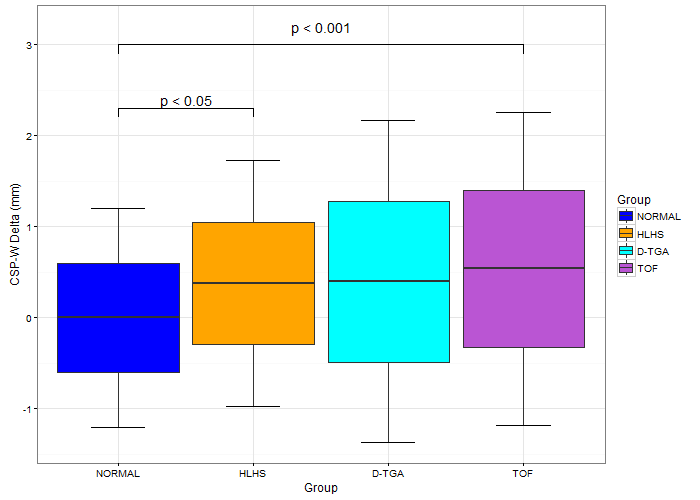 p < 0.001
p < 0.05
3
2
1
0
-1
CSP-W Delta (mm)
NORMAL
HLHS
D-TGA
TOF
Group
Group
NORMAL
HLHS
D-TGA
TOF